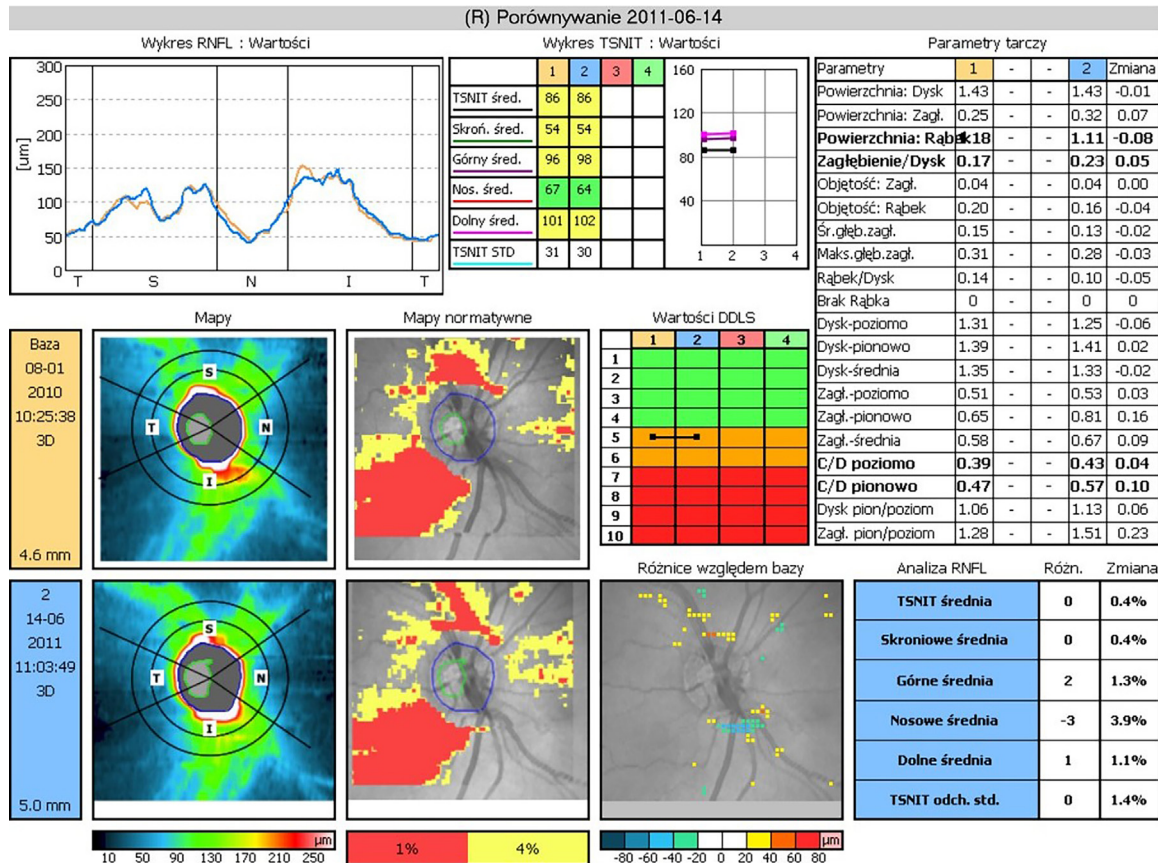 (R) Porównywanie 2011-06-14
Wykres RNFL : Wartości
300
250
200
150
100
50
0
[um]
T S N I T
Wykres TSNIT : Wartości
1 2 3 4
TSNIT śred. 86 86
Skroń. śred. 54 54
Górny śred. 96 98
Nos. śred. 67 64
Dolny śred. 101 102
TSNIT STD 31 30
160
120
80
40
1 2 3 4
Parametry tarczy
Parametry 1 - - 2 Zmiana
Powierzchnia: Dysk 1.43 - - 1.43 -0.01
Powierzchnia: Zagł. 0.25 - - 0.32 0.07
Powierzchnia: Rąbek 1.18 - - 1.11 -0.08
Zagłębienie/Dysk 0.17 - - 0.23 0.05
Objętość: Zagł. 0.04 - - 0.04 0.00
Objętość: Rąbek 0.20 - - 0.16 -0.04
Śr.głęb.zagł. 0.15 - - 0.13 -0.02
Maks.głęb.zagł. 0.31 - - 0.28 -0.03
Rąbek/Dysk 0.14 - - 0.10 -0.05
Brak Rąbka 0 - - 0 0
Dysk-poziomo 1.31 - - 1.25 -0.06
Dysk-pionowo 1.39 - - 1.41 0.02
Dysk-średnia 1.35 - - 1.33 -0.02
Zagł.-poziomo 0.51 - - 0.53 0.03
Zagł.-pionowo 0.65 - - 0.81 0.16
Zagł.-średnia 0.58 - - 0.67 0.09
C/D poziomo 0.39 - - 0.43 0.04
C/D pionowo 0.47 - - 0.57 0.10
Dysk pion/poziom 1.06 - - 1.13 0.06
Zagł. pion/poziom 1.28 - - 1.51 0.23
Baza
08-01
2010
10:25:38
3D
4.6 mm
Mapy
S
T N
I
Mapy normatywne
Wartości DDLS
1 2 3 4
1
2
3
4
5
6
7
8
9
10
2
14-06
2011
11:03:49
3D
5.0 mm
S
T N
I
Różnice względem bazy
Analiza RNFL Różn. Zmiana
TSNIT średnia 0 0.4%
Skroniowe średnia 0 0.4%
Górne średnia 2 1.3%
Nosowe średnia -3 3.9%
Dolne średnia 1 1.1%
TSNIT odch. std. 0 1.4%
µm
10 50 90 130 170 210 250
1% 4%
µm
-80 -60 -40 -20 0 20 40 60 80